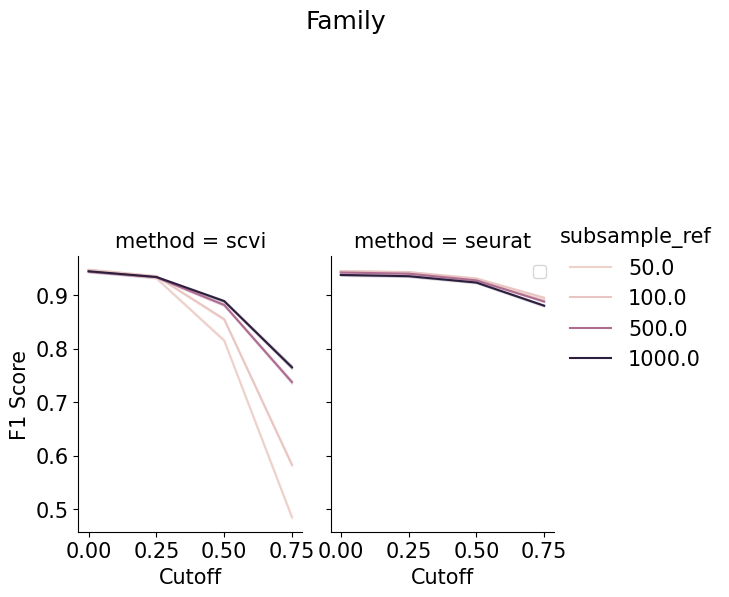 Family
method = scvi
method = seurat
subsample_ref
50.0
100.0
500.0
1000.0
F1 Score
0.9
0.8
0.7
0.6
0.5
0.00 0.25 0.50 0.75
0.00 0.25 0.50 0.75
Cutoff
Cutoff